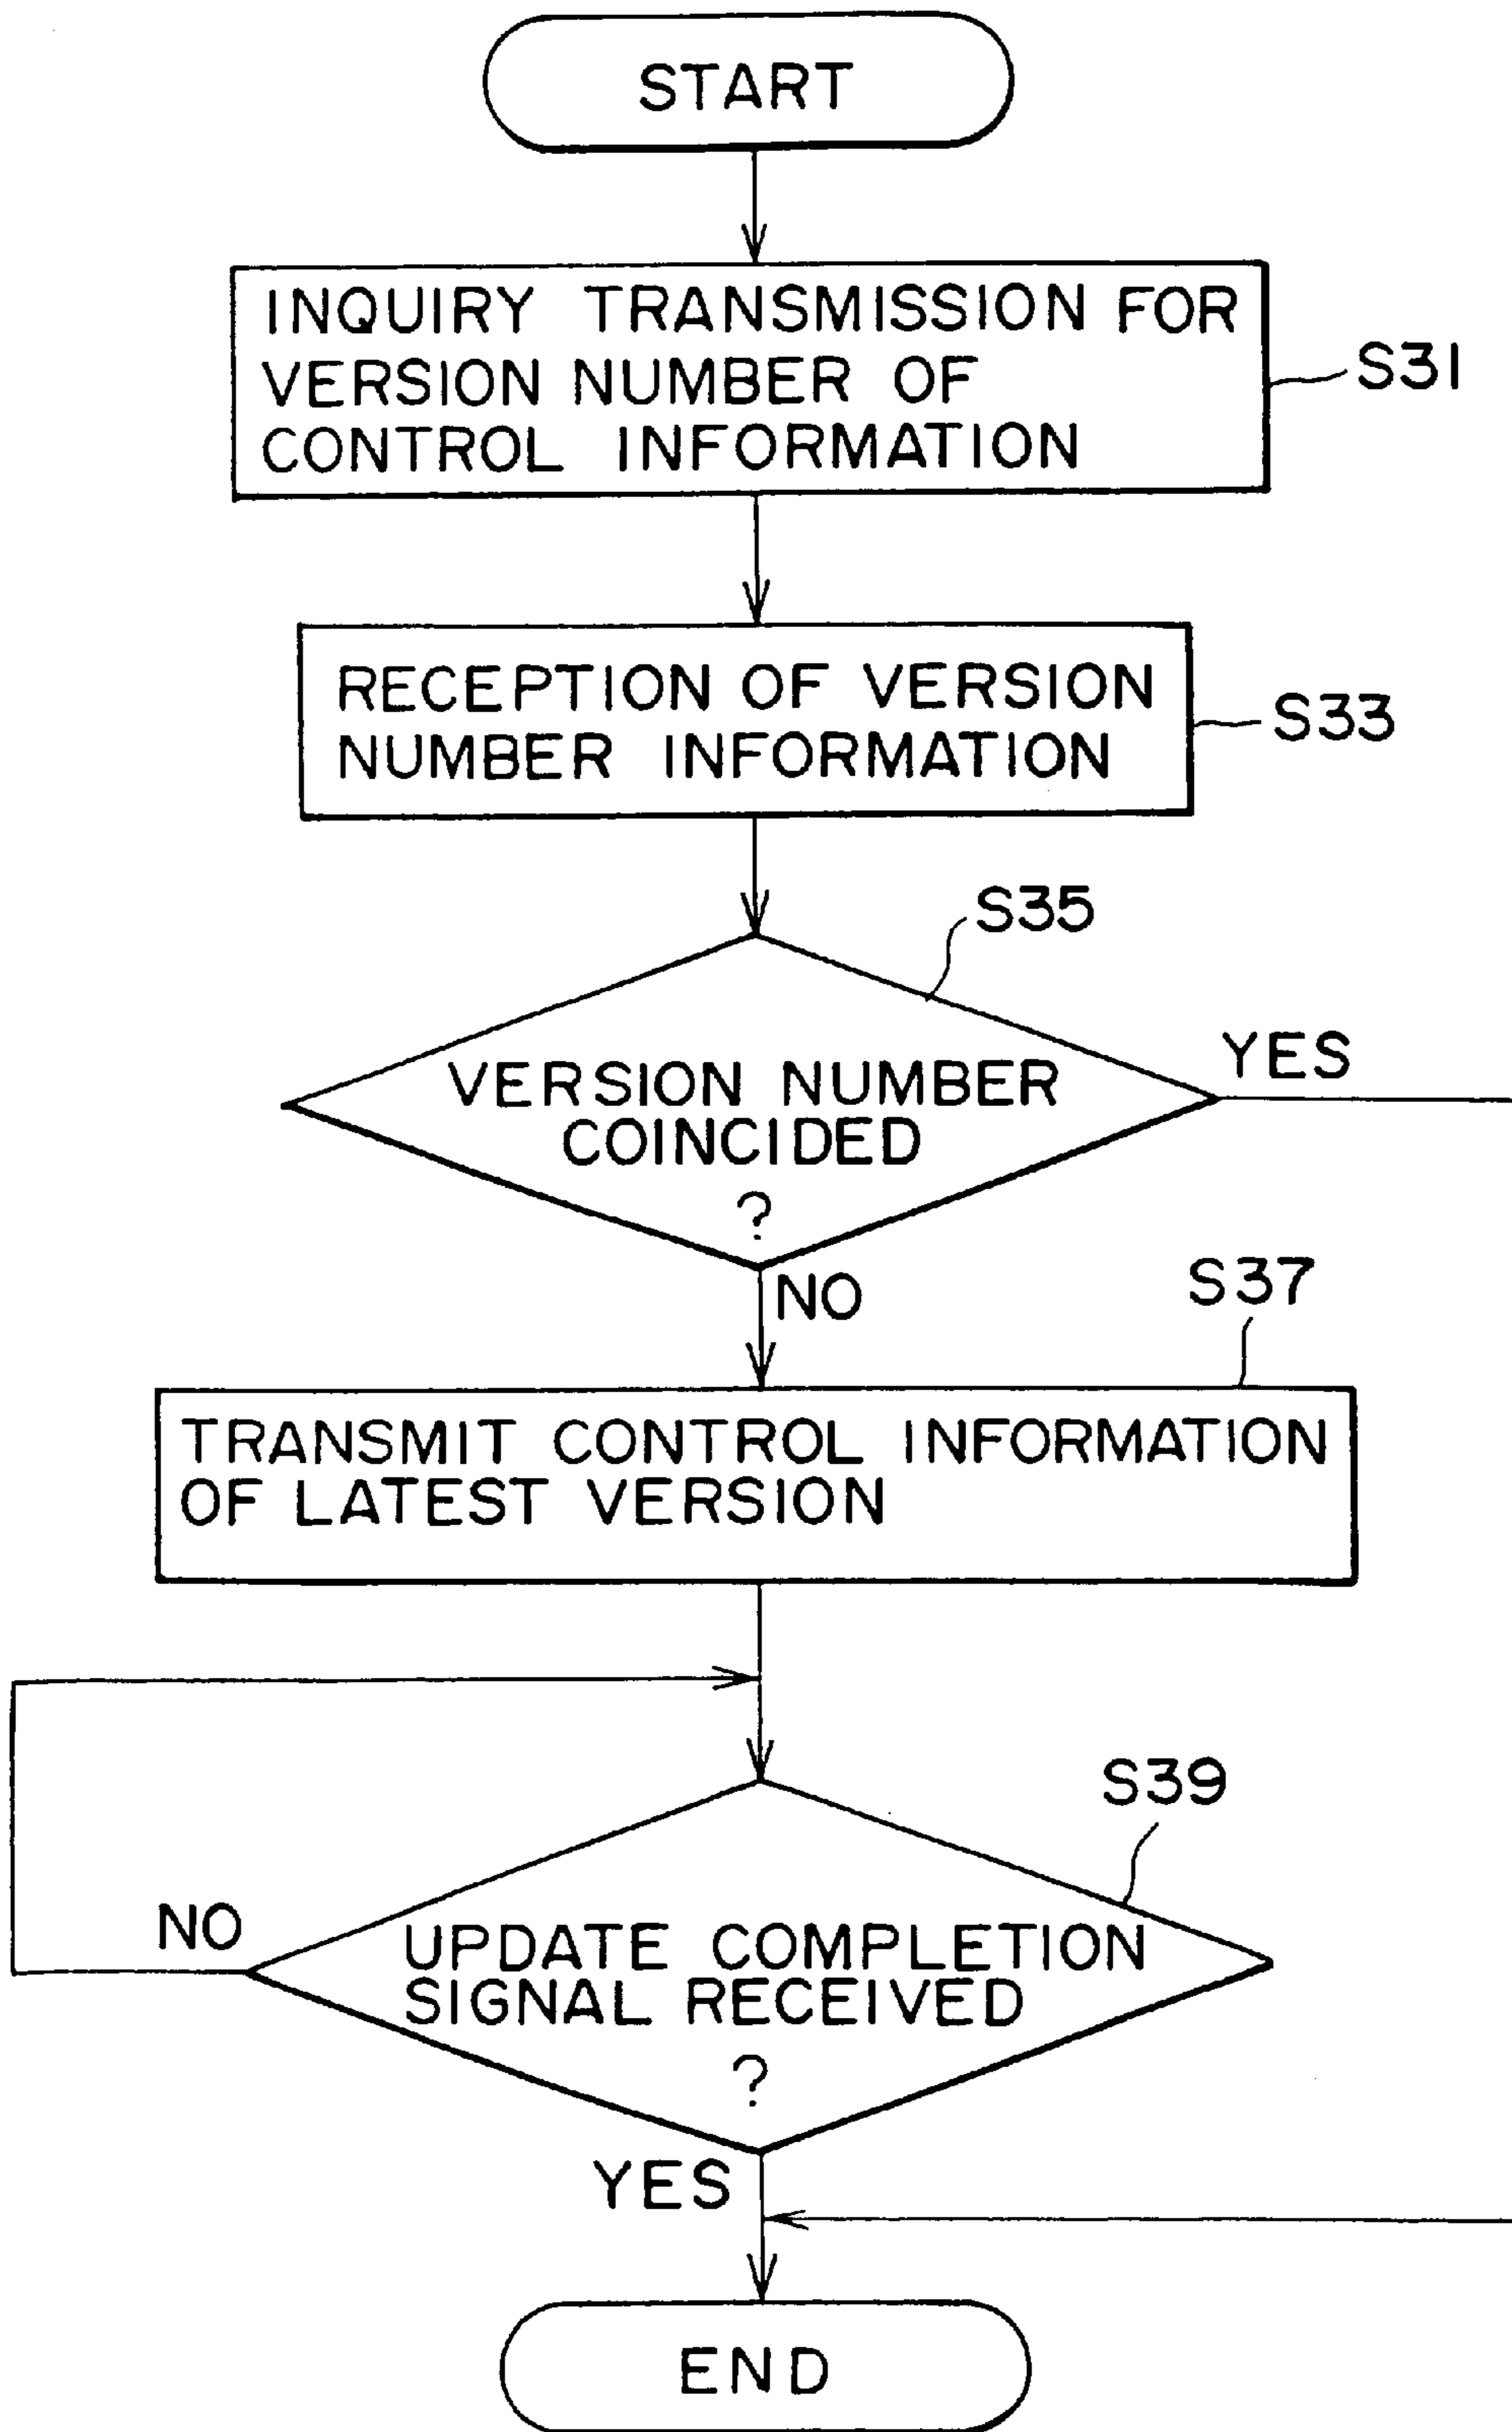 START
INQUIRY TRANSMISSION FOR
VERSION NUMBER OF
CONTROL INFORMATION
S31
RECEPTION OF VERSION
NUMBER INFORMATION
S33
S35
VERSION NUMBER
COINCIDED
?
YES
NO
S37
TRANSMIT CONTROL INFORMATION
OF LATEST VERSION
S39
NO
UPDATE COMPLETION
SIGNAL RECEIVED
?
YES
END